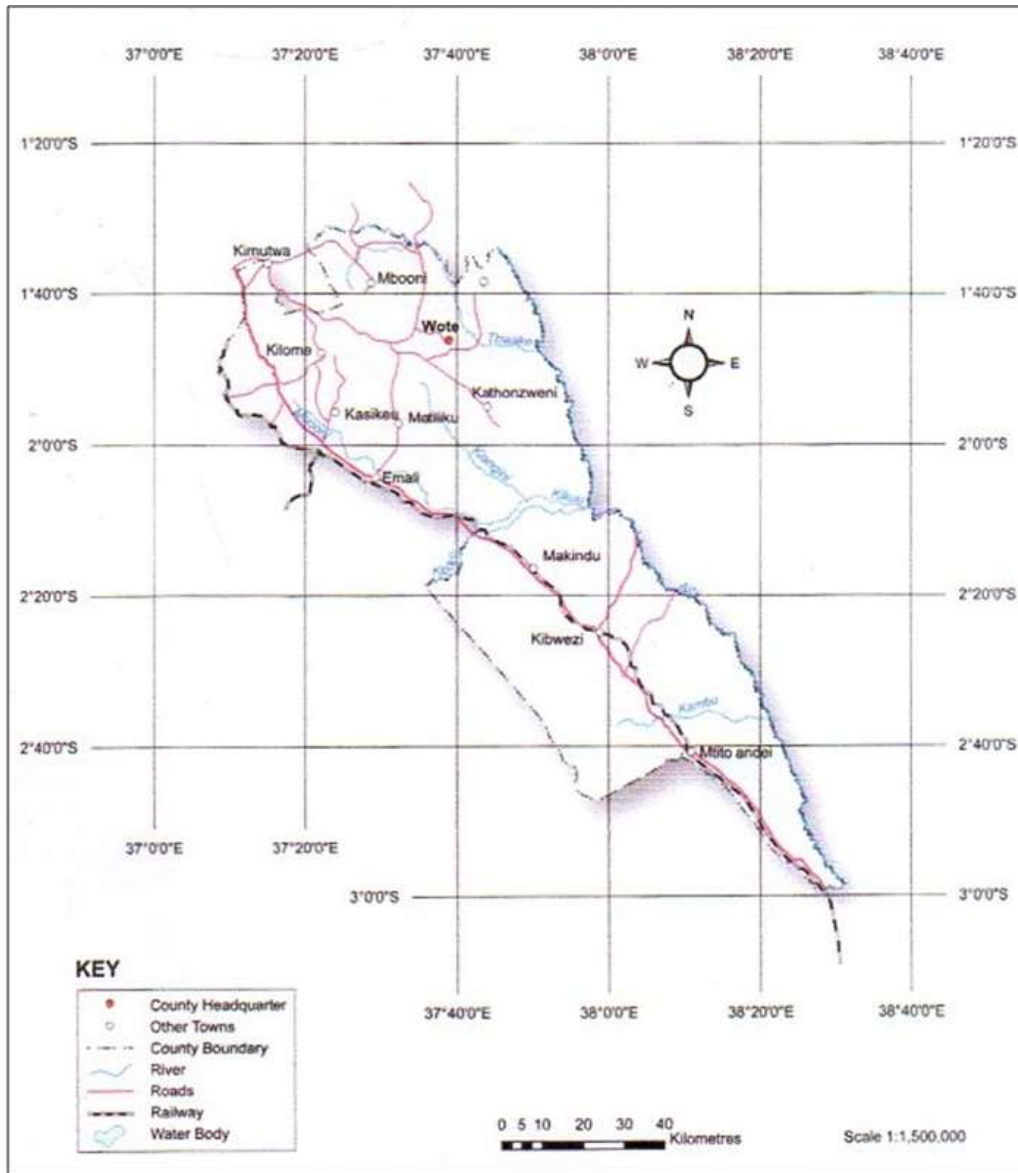 37°0'0"E 37°20'0"E 37°40'0"E 38°0'0"E 38°20'0"E 38°40'0"E
1°20'0"S 1°20'0"S
Kimutwa
Mbooni
1°40'0"S 1°40'0"S
N
Wote
Thwake
Kilome
W E
Kathonzweni
S
Kasikeu Matiliku
2°0'0"S 2°0'0"S
Emali
Kikuu
Makindu
2°20'0"S 2°20'0"S
Kibwezi
Kambu
2°40'0"S 2°40'0"S
Mtito andei
37°0'0"E 37°20'0"E
3°0'0"S 3°0'0"S
KEY
County Headquarter
Other Towns
County Boundary
River
Roads
Railway
Water Body
37°40'0"E 38°0'0"E 38°20'0"E 38°40'0"E
0 5 10 20 30 40
Kilometres
Scale 1:1,500,000